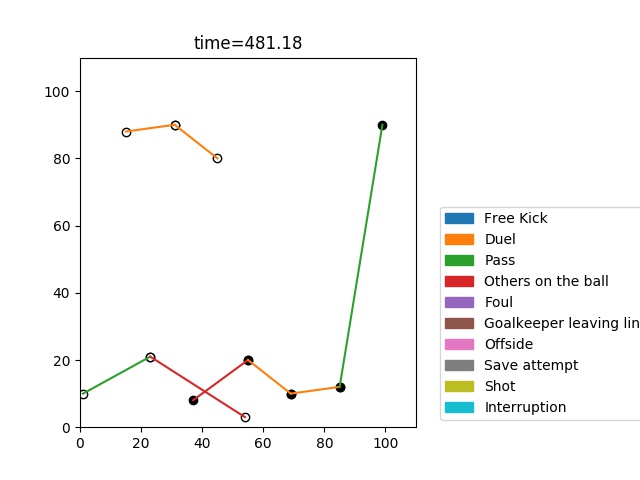 time=481.18
100
80
60
40
20
0
0 20 40 60 80 100
Free Kick
Duel
Pass
Others on the ball
Foul
Goalkeeper leaving lin
Offside
Save attempt
Shot
Interruption